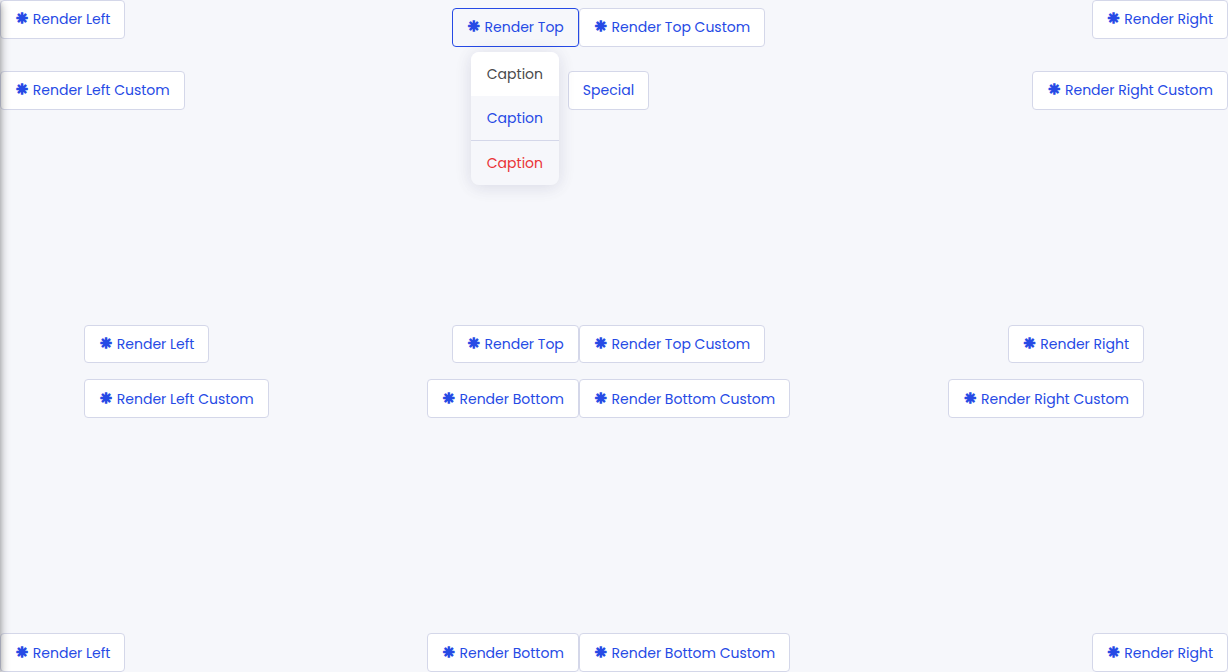 Render Left
Render Top
Render Top Custom
Render Right
Caption
Render Left Custom
Special
Render Right Custom
Caption
Caption
Render Left
Render Top
Render Top Custom
Render Right
Render Left Custom
Render Bottom
Render Bottom Custom
Render Right Custom
Render Left
Render Bottom
Render Bottom Custom
Render Right